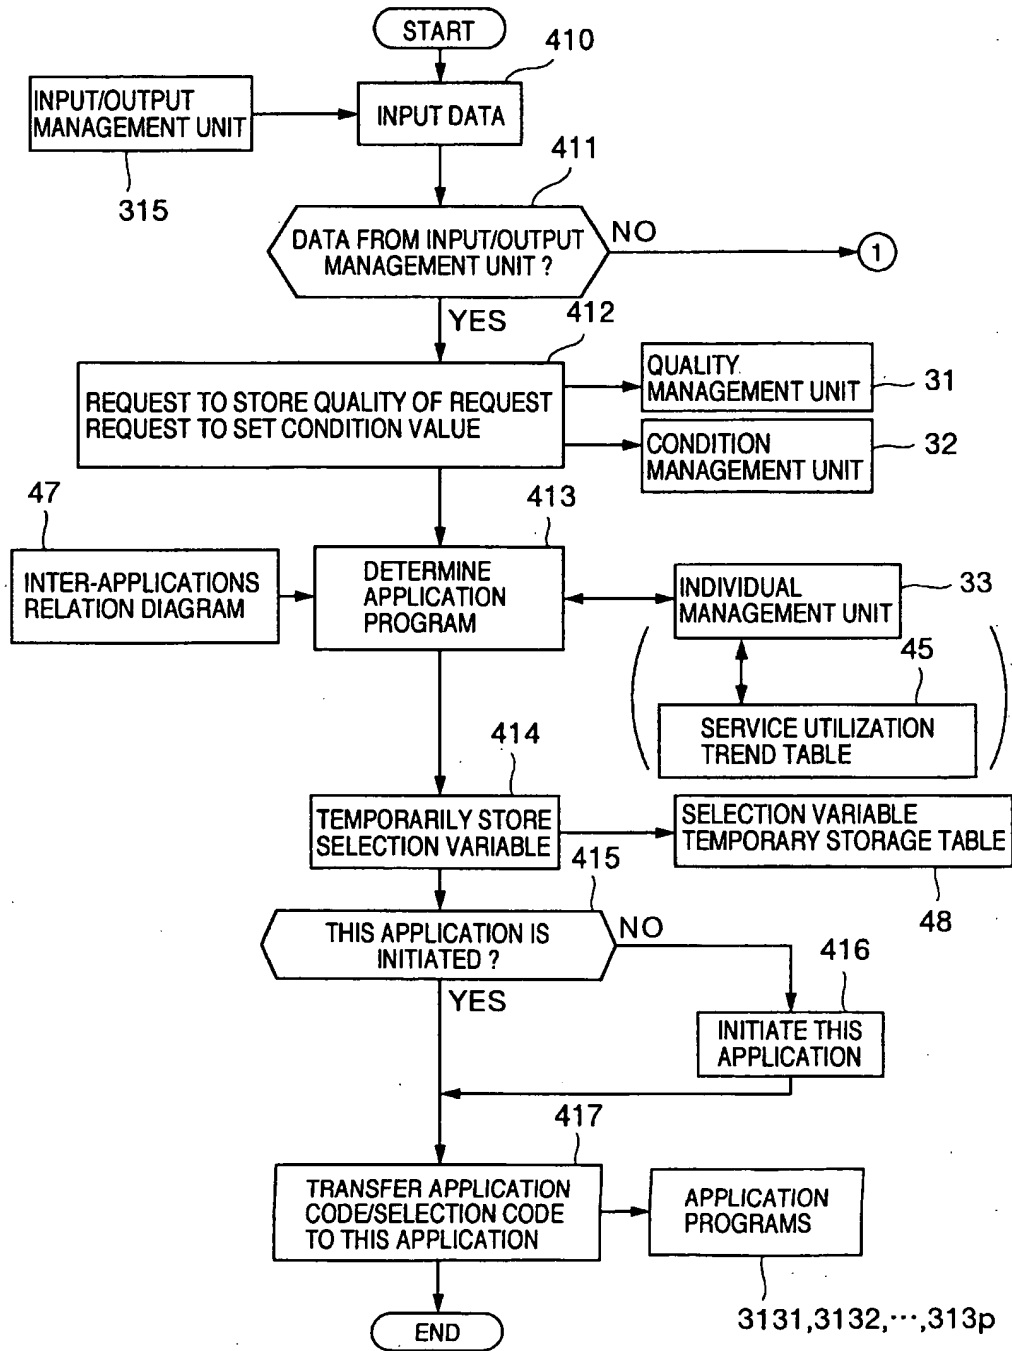 START
410
INPUT/OUTPUT
MANAGEMENT UNIT
INPUT DATA
315
411
DATA FROM INPUT/OUTPUT
MANAGEMENT UNIT ?
NO
1
YES
412
REQUEST TO STORE QUALITY OF REQUEST
REQUEST TO SET CONDITION VALUE
QUALITY
MANAGEMENT UNIT
31
CONDITION
MANAGEMENT UNIT
32
47
413
INTER-APPLICATIONS
RELATION DIAGRAM
DETERMINE
APPLICATION
PROGRAM
INDIVIDUAL
MANAGEMENT UNIT
33
45
SERVICE UTILIZATION
TREND TABLE
414
TEMPORARILY STORE
SELECTION VARIABLE
SELECTION VARIABLE
TEMPORARY STORAGE TABLE
48
415
THIS APPLICATION IS
INITIATED ?
NO
YES
416
INITIATE THIS
APPLICATION
417
TRANSFER APPLICATION
CODE/SELECTION CODE
TO THIS APPLICATION
APPLICATION
PROGRAMS
3131,3132,···,313p
END